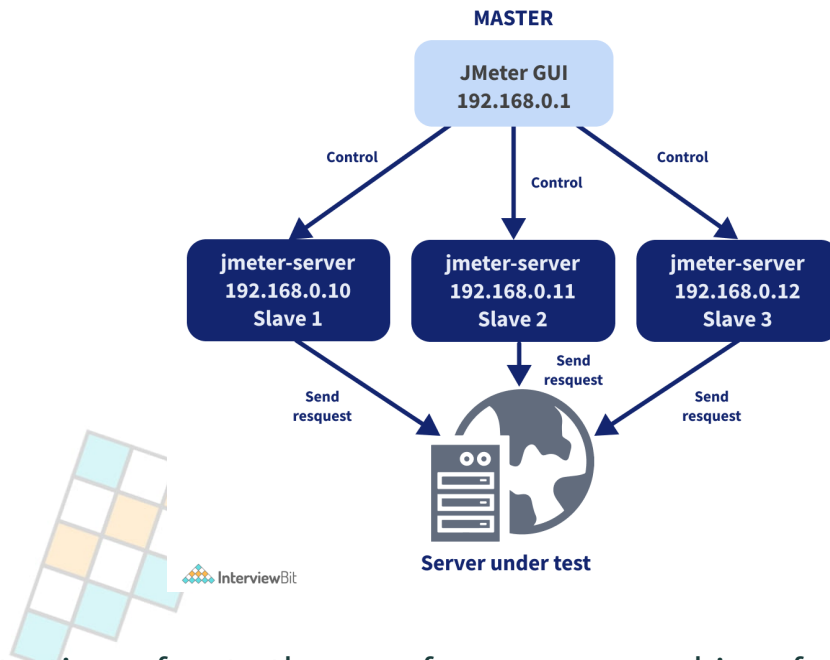 MASTER
JMeter GUI
192.168.0.1
Control
Control
Control
jmeter-server
192.168.0.10
Slave 1
jmeter-server
192.168.0.11
Slave 2
jmeter-server
192.168.0.12
Slave 3
Send
resquest
Send
resquest
Send
resquest
Server under test
InterviewBit